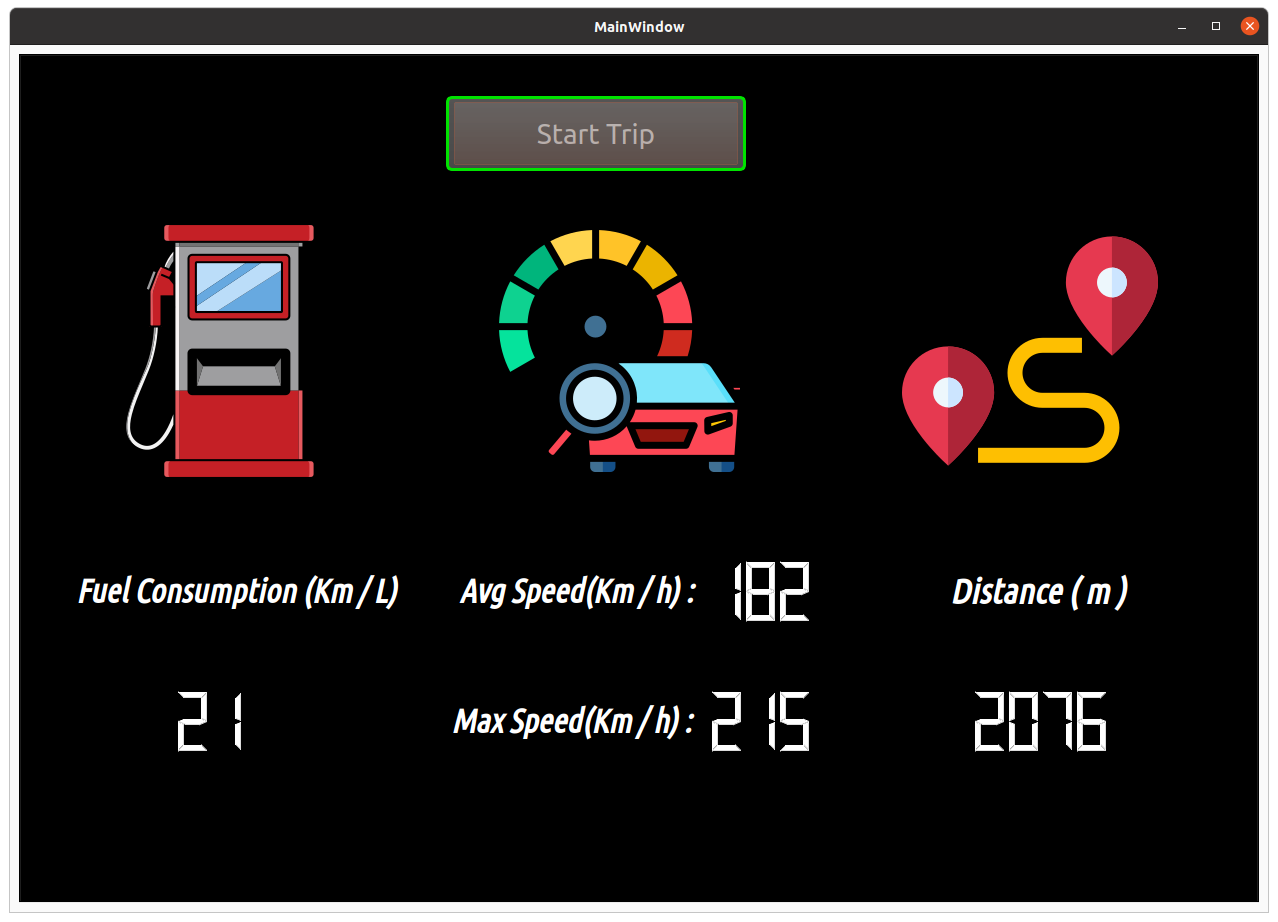 MainWindow
Start Trip
Fuel Consumption (Km / L)
Avg Speed(Km / h) : 182
Distance ( m )
21
Max Speed(Km / h) : 215
2076